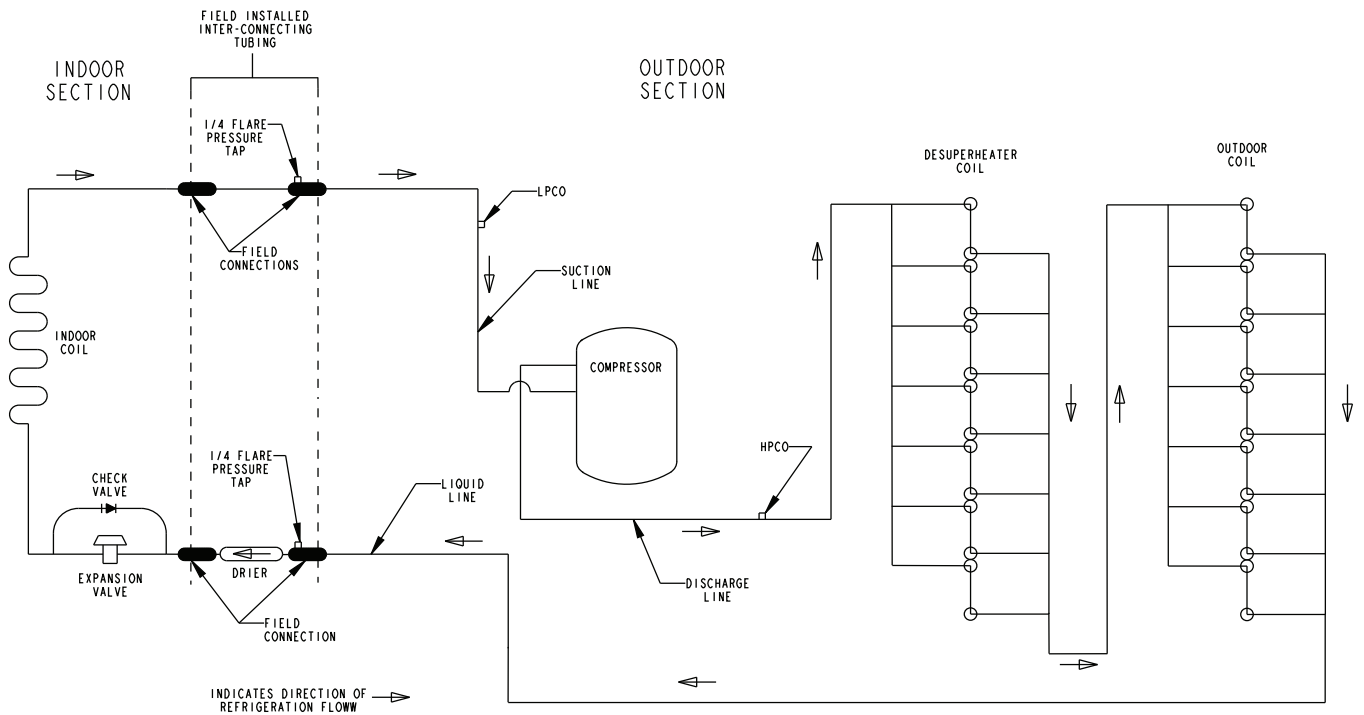 FIELD INSTALLED
INTER-CONNECTING
TUBING
INDOOR
SECTION
OUTDOOR
SECTION
1/4 FLARE
PRESSURE
TAP
DESUPERHEATER
COIL
OUTDOOR
COIL
LPCO
FIELD
CONNECTIONS
SUCTION
LINE
INDOOR
COIL
COMPRESSOR
HPCO
1/4 FLARE
PRESSURE
TAP
CHECK
VALVE
LIQUID
LINE
EXPANSION
VALVE
DRIER
DISCHARGE
LINE
FIELD
CONNECTION
INDICATES DIRECTION OF
REFRIGERATION FLOWW